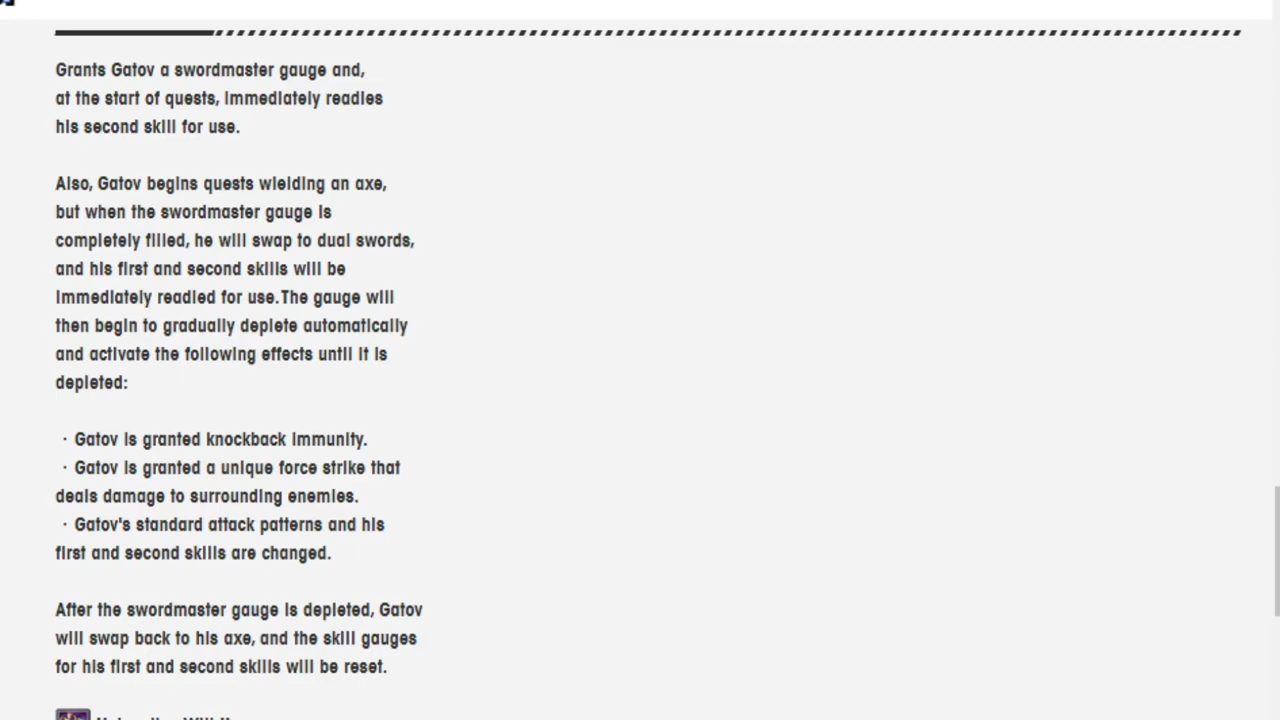 Grants Gatov a swordmaster gauge and,
at the start of quests, immediately readies
his second skill for use.
Also, Gatov begins quests wielding an axe,
but when the swordmaster gauge is
completely filled, he will swap to dual swords,
and his first and second skills will be
immediately readied for use.The gauge will
then begin to gradually deplete automatically
and activate the following effects until it is
depleted:
・Gatov is granted knockback immunity.
・Gatov is granted a unique force strike that
deals damage to surrounding enemies.
・Gatov's standard attack patterns and his
first and second skills are changed.
After the swordmaster gauge is depleted, Gatov
will swap back to his axe, and the skill gauges
for his first and second skills will be reset.